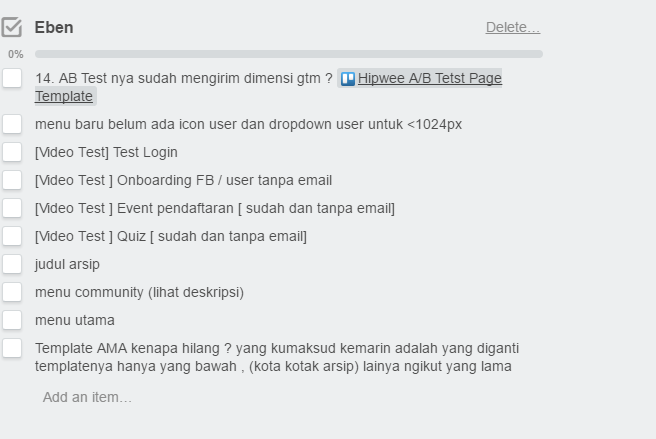 Eben
Delete...
0%
14. AB Test nya sudah mengirim dimensi gtm ? Hipwee A/B Tetst Page
Template
menu baru belum ada icon user dan dropdown user untuk <1024px
[Video Test] Test Login
[Video Test ] Onboarding FB / user tanpa email
[Video Test ] Event pendaftaran [ sudah dan tanpa email]
[Video Test ] Quiz [ sudah dan tanpa email]
judul arsip
menu community (lihat deskripsi)
menu utama
Template AMA kenapa hilang ? yang kumaksud kemarin adalah yang diganti
templatenya hanya yang bawah , (kota kotak arsip) lainya ngikut yang lama
Add an item...